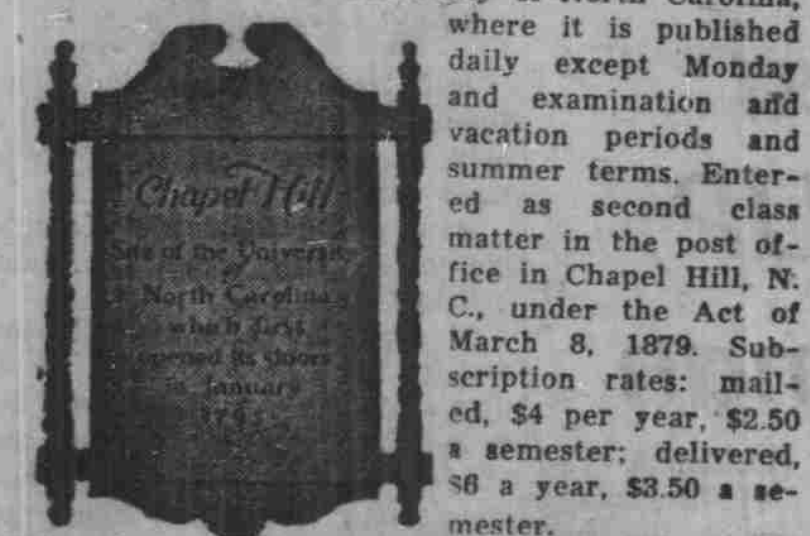 Chapel Hill
Site of the University
of North Carolina
which first
opened its doors
in January
1795
North Carolina,
where it is published
daily except Monday
and examination and
vacation periods and
summer terms. Enter-
ed as second class
matter in the post of-
fice in Chapel Hill, N.
C., under the Act of
March 8, 1879. Sub-
scription rates: mail-
ed, $4 per year, $2.50
a semester; delivered,
$6 a year, $3.50 a se-
mester.